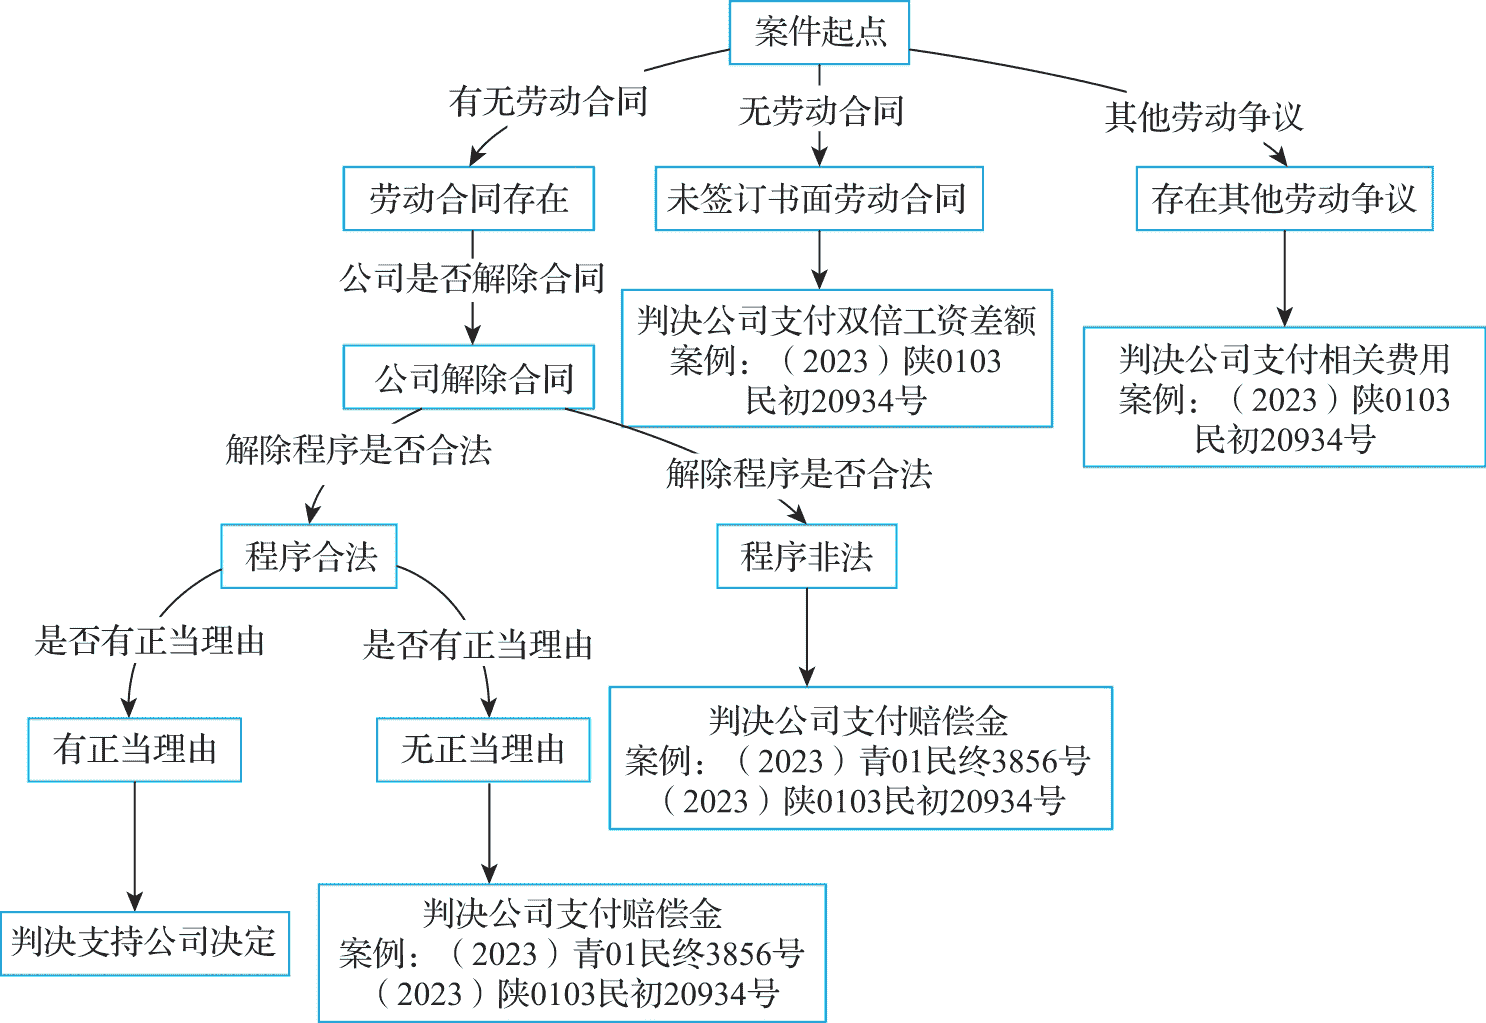 案件起点
有无劳动合同
无劳动合同
其他劳动争议
劳动合同存在
未签订书面劳动合同
存在其他劳动争议
公司是否解除合同
判决公司支付双倍工资差额
案例：（2023）陕0103
民初20934号
判决公司支付相关费用
案例：（2023）陕0103
民初20934号
公司解除合同
解除程序是否合法
解除程序是否合法
程序合法
程序非法
是否有正当理由
是否有正当理由
有正当理由
无正当理由
判决公司支付赔偿金
案例：（2023）青01民终3856号
（2023）陕0103民初20934号
判决支持公司决定
判决公司支付赔偿金
案例：（2023）青01民终3856号
（2023）陕0103民初20934号